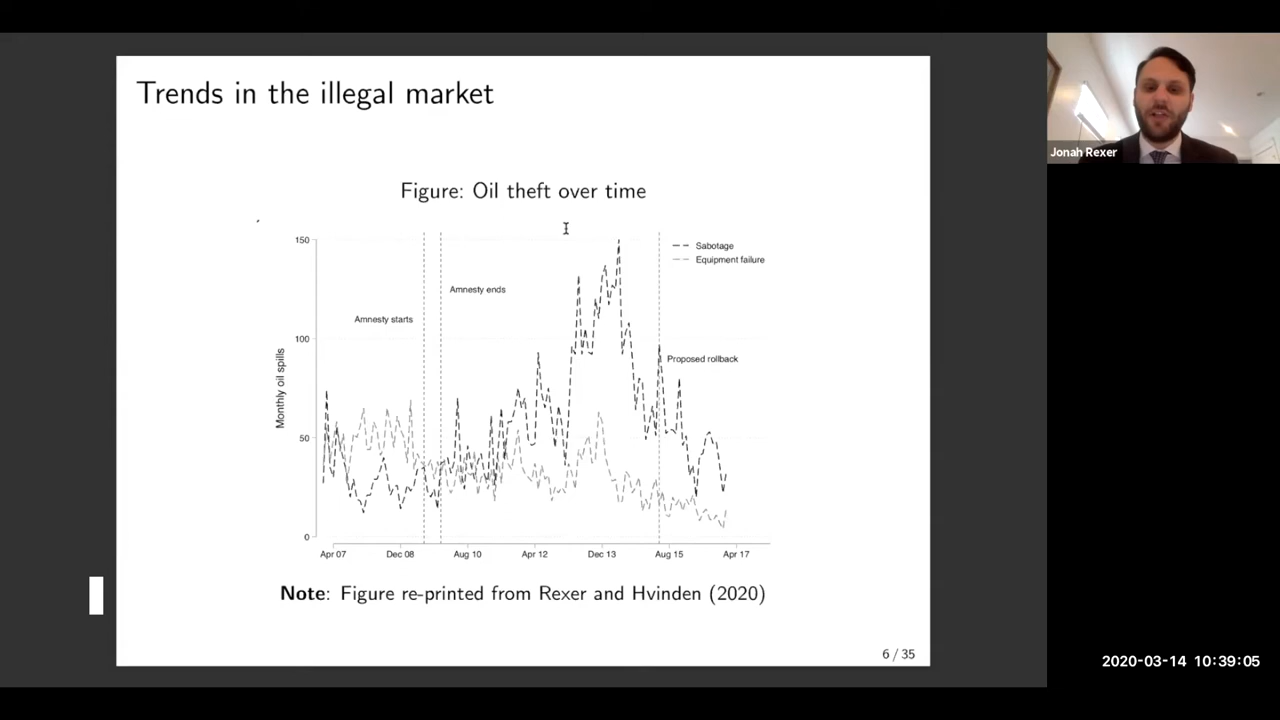 Trends in the illegal market
Figure: Oil theft over time
150
100
50
0
Monthly oil spills
Amnesty starts
Amnesty ends
Proposed rollback
Sabotage
Equipment failure
Apr 07
Dec 08
Aug 10
Apr 12
Dec 13
Aug 15
Apr 17
Note: Figure re-printed from Rexer and Hvinden (2020)
6 / 35
Jonah Rexer
2020-03-14 10:39:05